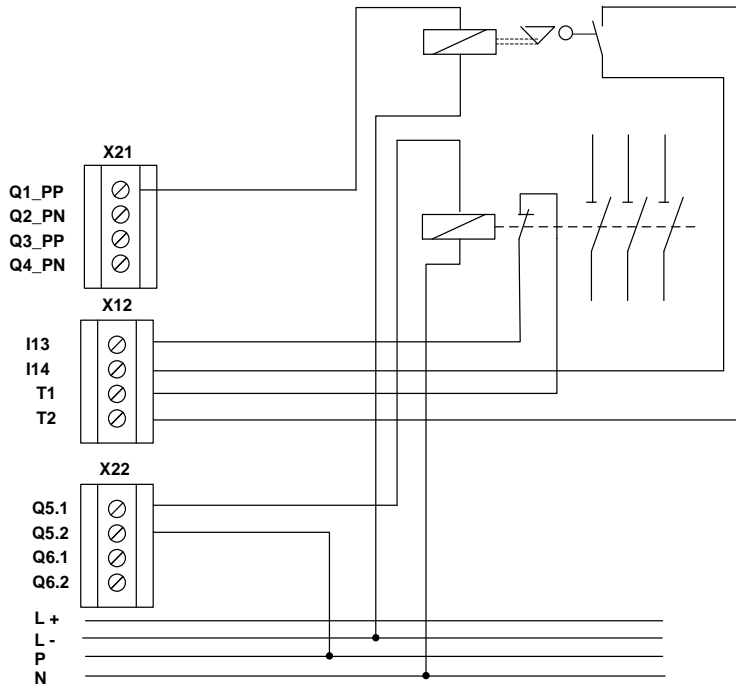 X21
Q1_PP
Q2_PN
Q3_PP
Q4_PN
X12
I13
I14
T1
T2
X22
Q5.1
Q5.2
Q6.1
Q6.2
L +
L -
P
N